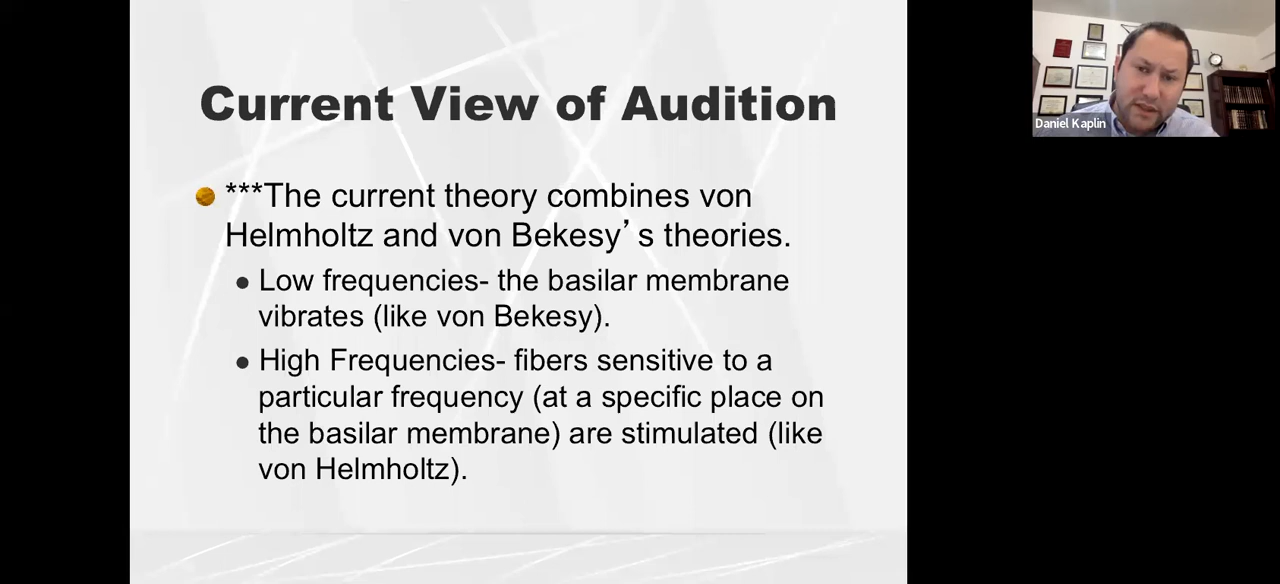 Current View of Audition
***The current theory combines von
Helmholtz and von Bekesy’s theories.
Low frequencies- the basilar membrane
vibrates (like von Bekesy).
High Frequencies- fibers sensitive to a
particular frequency (at a specific place on
the basilar membrane) are stimulated (like
von Helmholtz).
Daniel Kaplin